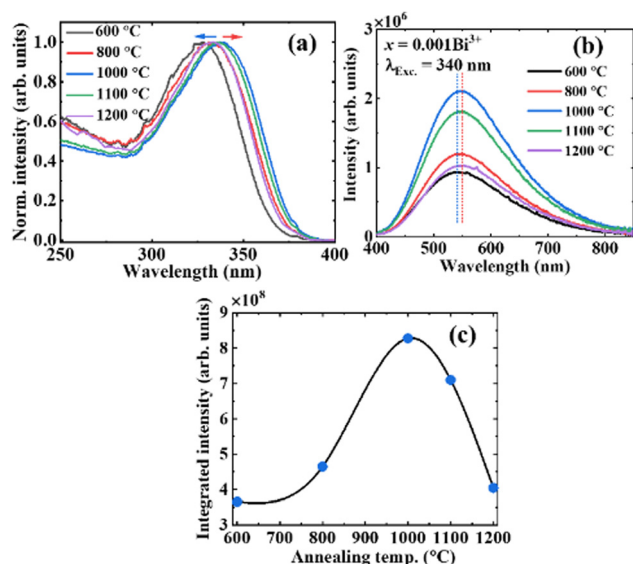 (a)
600 °C
800 °C
1000 °C
1100 °C
1200 °C
Norm. intensity (arb. units)
1.0
0.8
0.6
0.4
0.2
0.0
250 300 350 400
Wavelength (nm)
×10⁶
(b)
x = 0.001Bi³⁺
λExc. = 340 nm
600 °C
800 °C
1000 °C
1100 °C
1200 °C
Intensity (arb. units)
3
2
1
0
400 500 600 700 800
Wavelength (nm)
×10⁸
(c)
Integrated intensity (arb. units)
9
8
7
6
5
4
3
600 700 800 900 1000 1100 1200
Annealing temp. (°C)